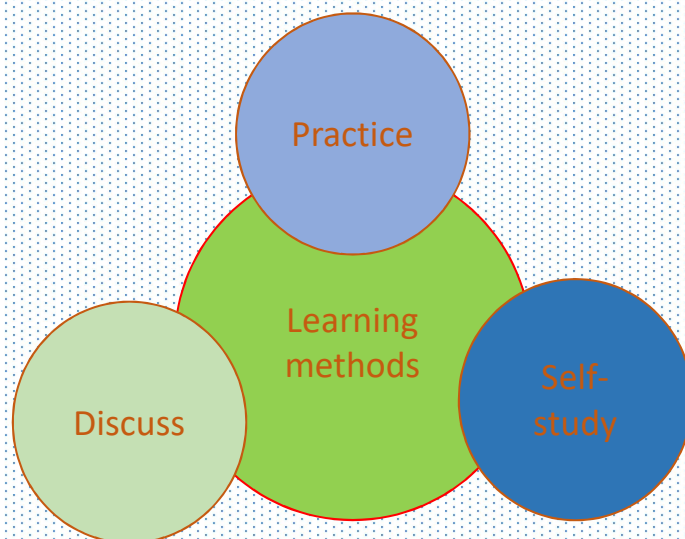 Practice
Learning
methods
Discuss
Self-
study